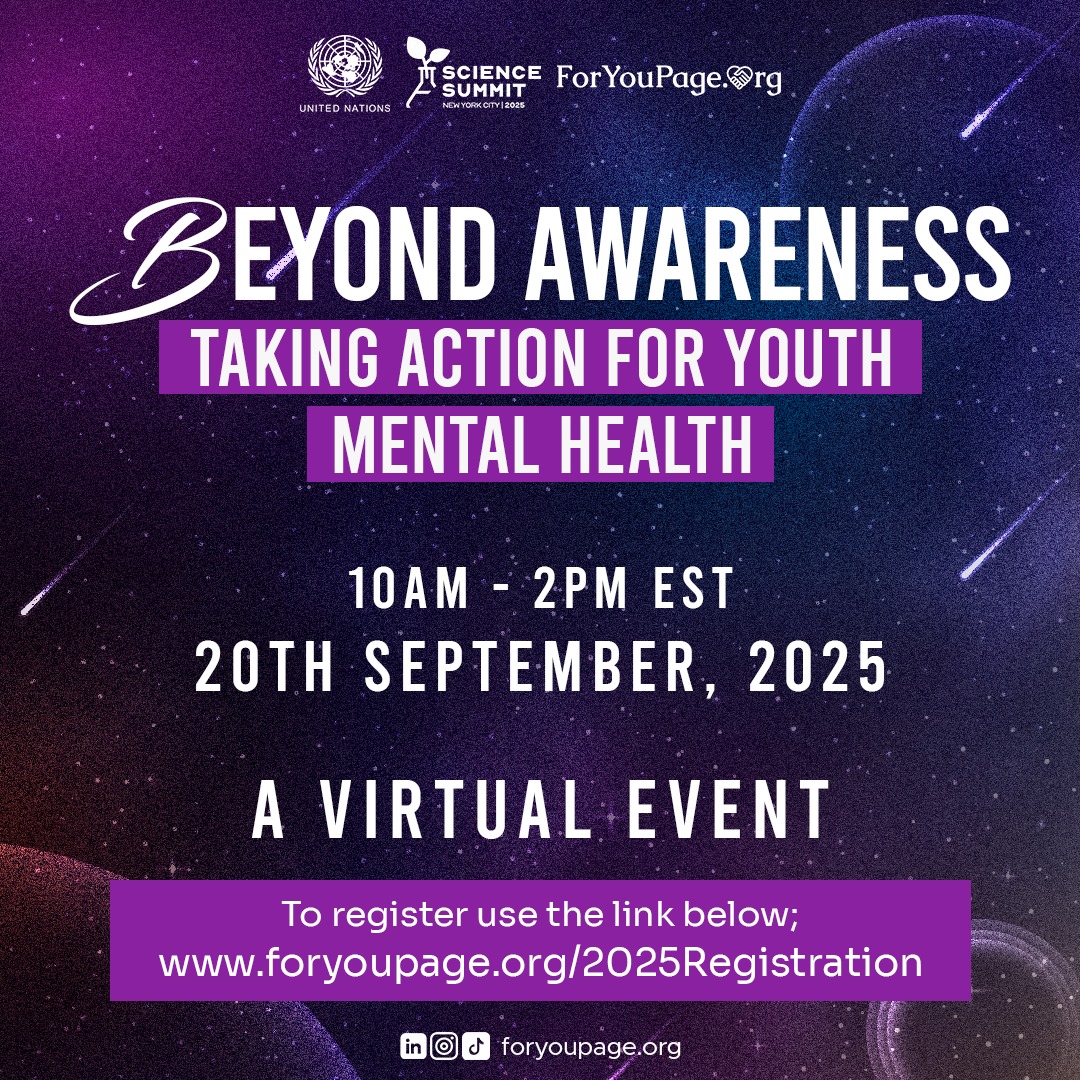 UNITED NATIONS
SCIENCE
SUMMIT
NEW YORK CITY | 2025
ForYouPage.Org
BEYOND AWARENESS
TAKING ACTION FOR YOUTH
MENTAL HEALTH
10AM - 2PM EST
20TH SEPTEMBER, 2025
A VIRTUAL EVENT
To register use the link below;
www.foryoupage.org/2025Registration
in foryoupage.org